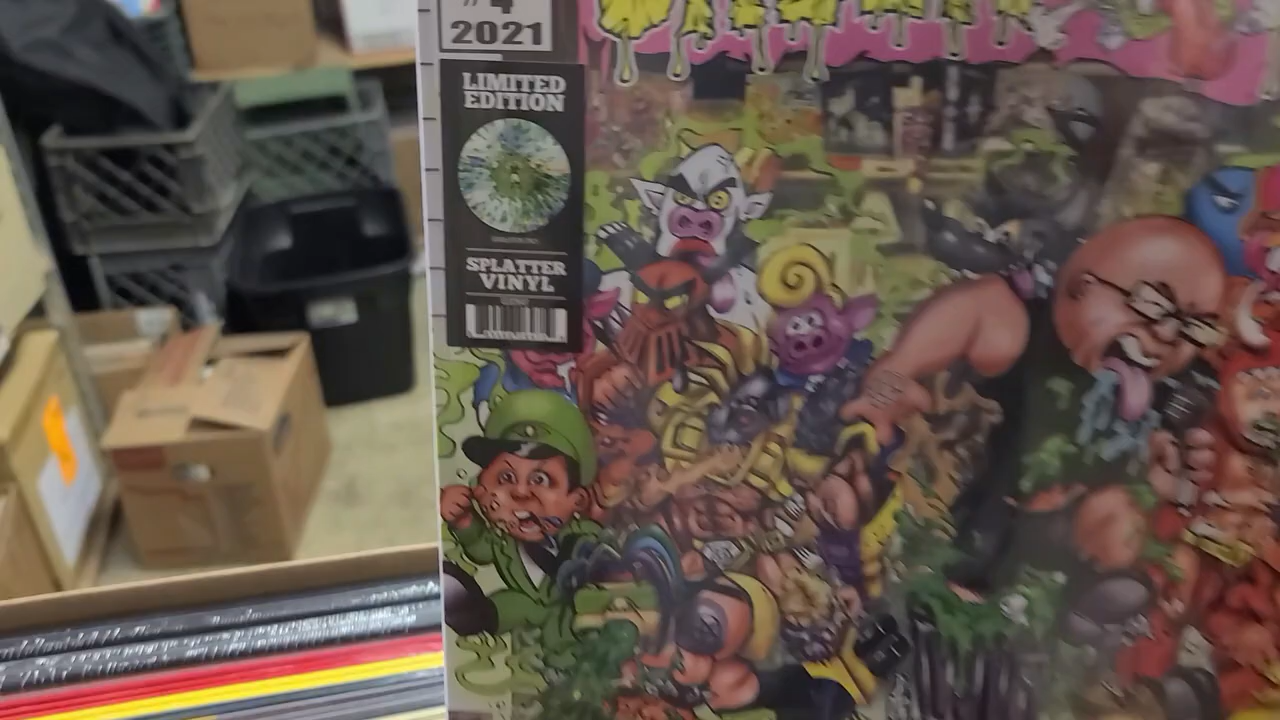 #4
2021
LIMITED
EDITION
SPLATTER
VINYL